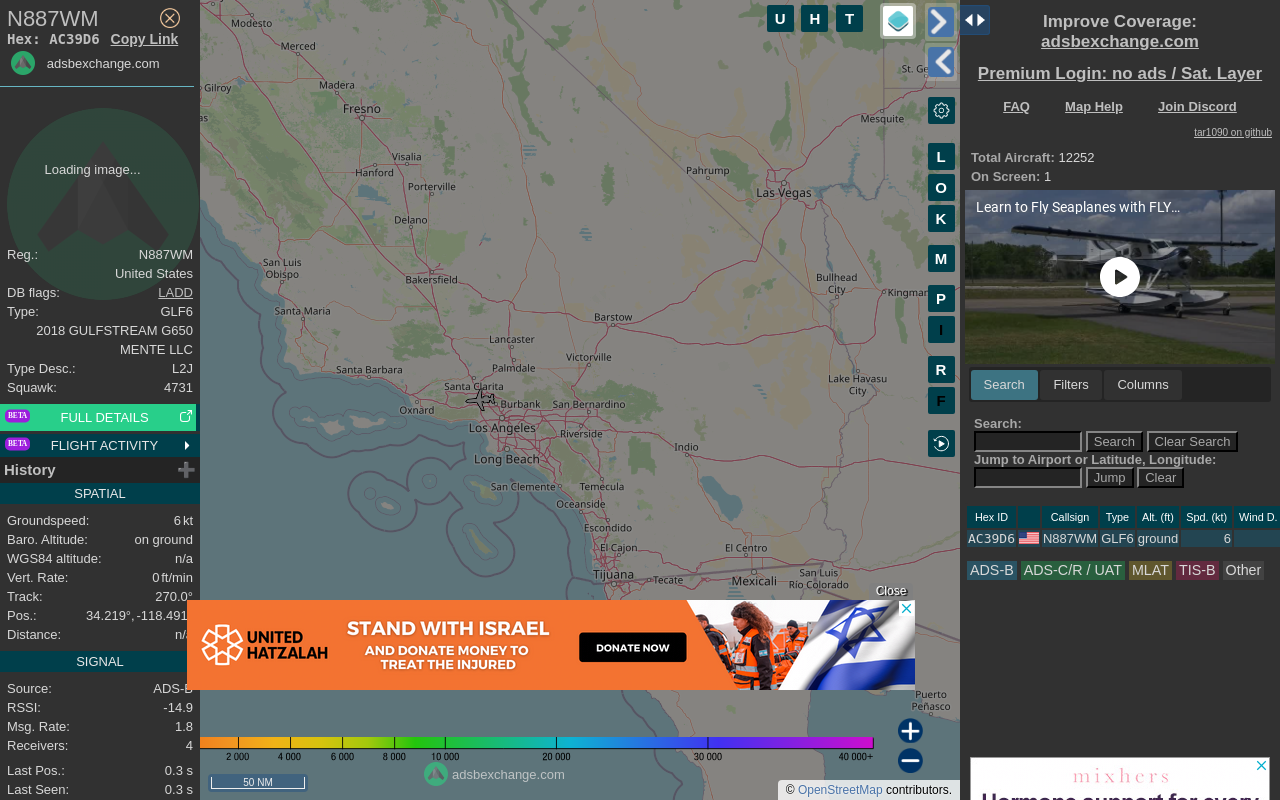 N887WM
Hex: AC39D6 Copy Link
adsbexchange.com
Loading image...
Reg.: N887WM
United States
DB flags: LADD
Type: GLF6
2018 GULFSTREAM G650
MENTE LLC
Type Desc.: L2J
Squawk: 4731
BETA FULL DETAILS
BETA FLIGHT ACTIVITY
History
SPATIAL
Groundspeed: 6 kt
Baro. Altitude: on ground
WGS84 altitude: n/a
Vert. Rate: 0 ft/min
Track: 270.0°
Pos.: 34.219°, -118.491
Distance: n/a
SIGNAL
Source: ADS-B
RSSI: -14.9
Msg. Rate: 1.8
Receivers: 4
Last Pos.: 0.3 s
Last Seen: 0.3 s
U H T
L
O
K
M
P
I
R
F
Modesto
Merced
Gilroy
Madera
Fresno
Visalia
Hanford
Porterville
Delano
San Luis
Obispo
Bakersfield
Santa Maria
Lancaster
Palmdale
Santa Barbara
Santa Clarita
Oxnard
Burbank
Los Angeles
Long Beach
San Clemente
Victorville
Barstow
San Bernardino
Riverside
Temecula
Oceanside
Escondido
El Cajon
Tijuana
Tecate
Indio
El Centro
Mexicali
San Luis
Río Colorado
Pahrump
Las Vegas
St. Ge
Mesquite
Bullhead
City
Kingman
Lake Havasu
City
Puerto
Peñasco
Close
UNITED
HATZALAH
STAND WITH ISRAEL
AND DONATE MONEY TO
TREAT THE INJURED
DONATE NOW
2 000 4 000 6 000 8 000 10 000 20 000 30 000 40 000+
adsbexchange.com
50 NM
© OpenStreetMap contributors.
Improve Coverage:
adsbexchange.com
Premium Login: no ads / Sat. Layer
FAQ Map Help Join Discord
tar1090 on github
Total Aircraft: 12252
On Screen: 1
Learn to Fly Seaplanes with FLY...
Search Filters Columns
Search:
Search Clear Search
Jump to Airport or Latitude, Longitude:
Jump Clear
Hex ID Callsign Type Alt. (ft) Spd. (kt) Wind D.
AC39D6 N887WM GLF6 ground 6
ADS-B ADS-C/R / UAT MLAT TIS-B Other
mixhers
Hormone support for every